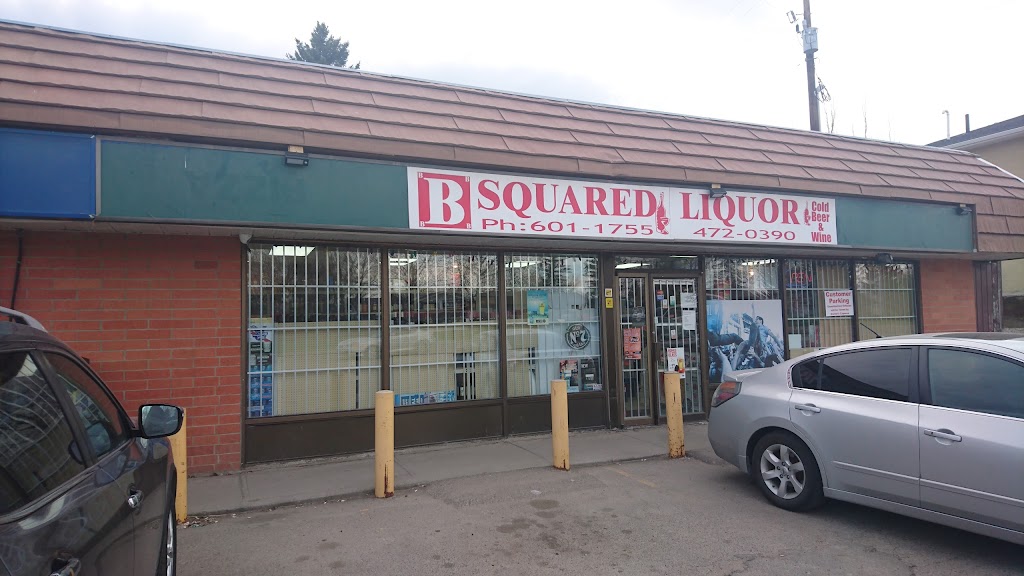 B SQUARED LIQUOR
Ph:601-1755 472-0390
Cold
Beer
&
Wine
Customer
Parking